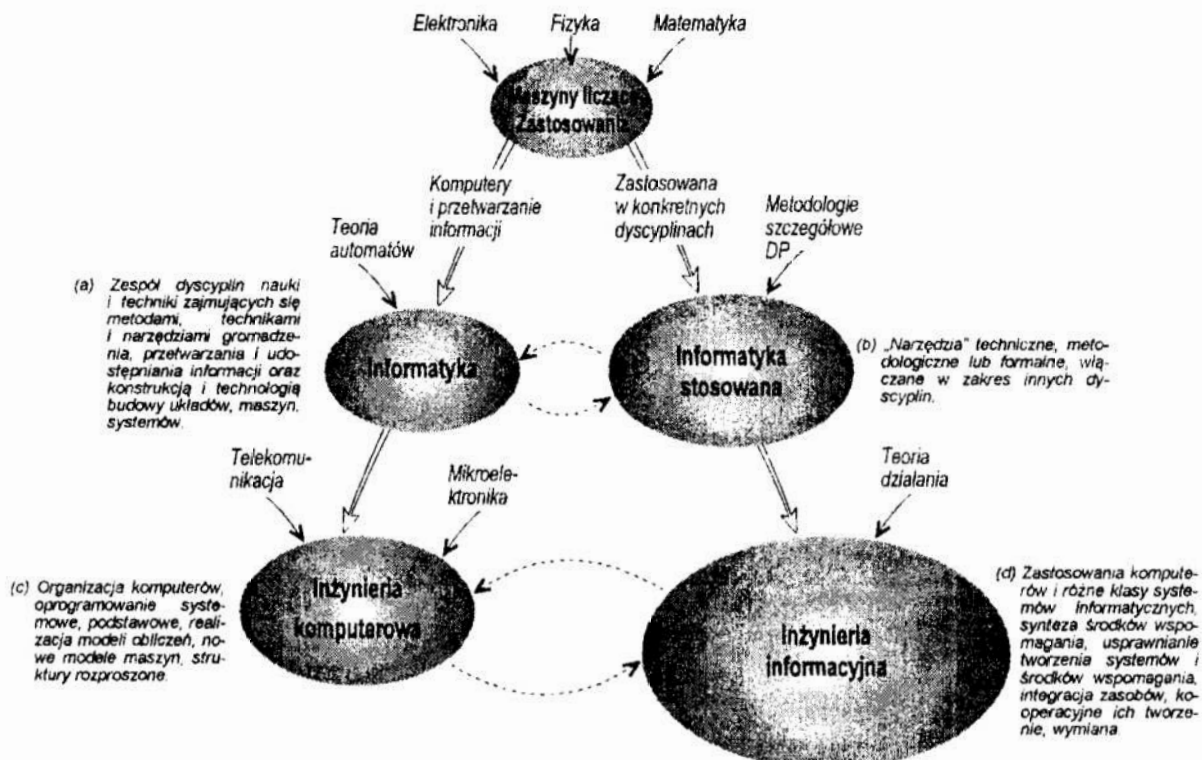 Elektronika
Fizyka
Matematyka
Maszyny liczące
Zastosowania
Komputery
i przetwarzanie
informacji
Zastosowana
w konkretnych
dyscyplinach
Metodologie
szczegółowe
DP
Teoria
automatów
(a) Zespół dyscyplin nauki
i techniki zajmujących się
metodami, technikami
i narzędziami gromadze-
nia, przetwarzania i udo-
stępniania informacji oraz
konstrukcją i technologią
budowy układów, maszyn,
systemów.
Informatyka
Informatyka
stosowana
(b) „Narzędzia" techniczne, meto-
dologiczne lub formalne, włą-
czane w zakres innych dy-
scyplin.
Telekomu-
nikacja
Mikroele-
ktronika
Teoria
działania
(c) Organizacja komputerów,
oprogramowanie syste-
mowe, podstawowe, reali-
zacja modeli obliczeń, no-
we modele maszyn, stru-
ktury rozproszone.
Inżynieria
komputerowa
Inżynieria
informacyjna
(d) Zastosowania kompute-
rów i różne klasy syste-
mów informatycznych,
synteza środków wspo-
magania, usprawnianie
tworzenia systemów i
środków wspomagania,
integracja zasobów, ko-
operacyjne ich tworze-
nie, wymiana.